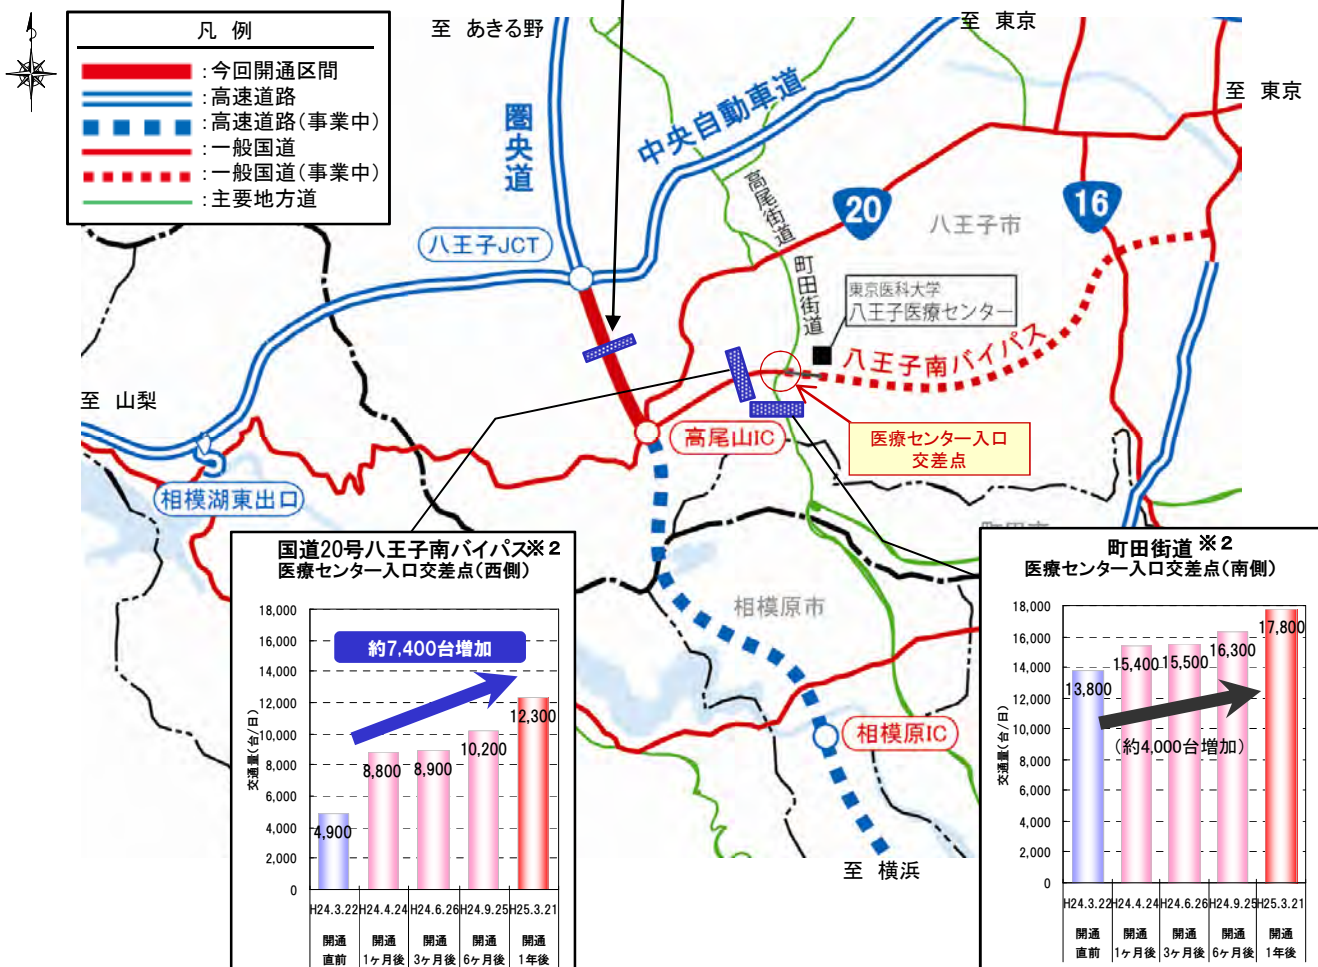 凡 例
：今回開通区間
：高速道路
：高速道路（事業中）
：一般国道
：一般国道（事業中）
：主要地方道
至 あきる野
至 東京
至 東京
圏央道
中央自動車道
高尾街道
町田街道
20
16
八王子市
八王子JCT
東京医科大学
八王子医療センター
八王子南バイパス
至 山梨
高尾山IC
医療センター入口
交差点
相模湖東出口
相模原市
相模原IC
至 横浜
国道20号八王子南バイパス※2
医療センター入口交差点（西側）
交通量（台/日）
18,000
16,000
14,000
12,000
10,000
8,000
6,000
4,000
2,000
0
約7,400台増加
4,900
8,800
8,900
10,200
12,300
H24.3.22
H24.4.24
H24.6.26
H24.9.25
H25.3.21
開通
直前
開通
1ヶ月後
開通
3ヶ月後
開通
6ヶ月後
開通
1年後
町田街道※2
医療センター入口交差点（南側）
交通量（台/日）
18,000
16,000
14,000
12,000
10,000
8,000
6,000
4,000
2,000
0
13,800
15,400
15,500
16,300
17,800
（約4,000台増加）
H24.3.22
H24.4.24
H24.6.26
H24.9.25
H25.3.21
開通
直前
開通
1ヶ月後
開通
3ヶ月後
開通
6ヶ月後
開通
1年後